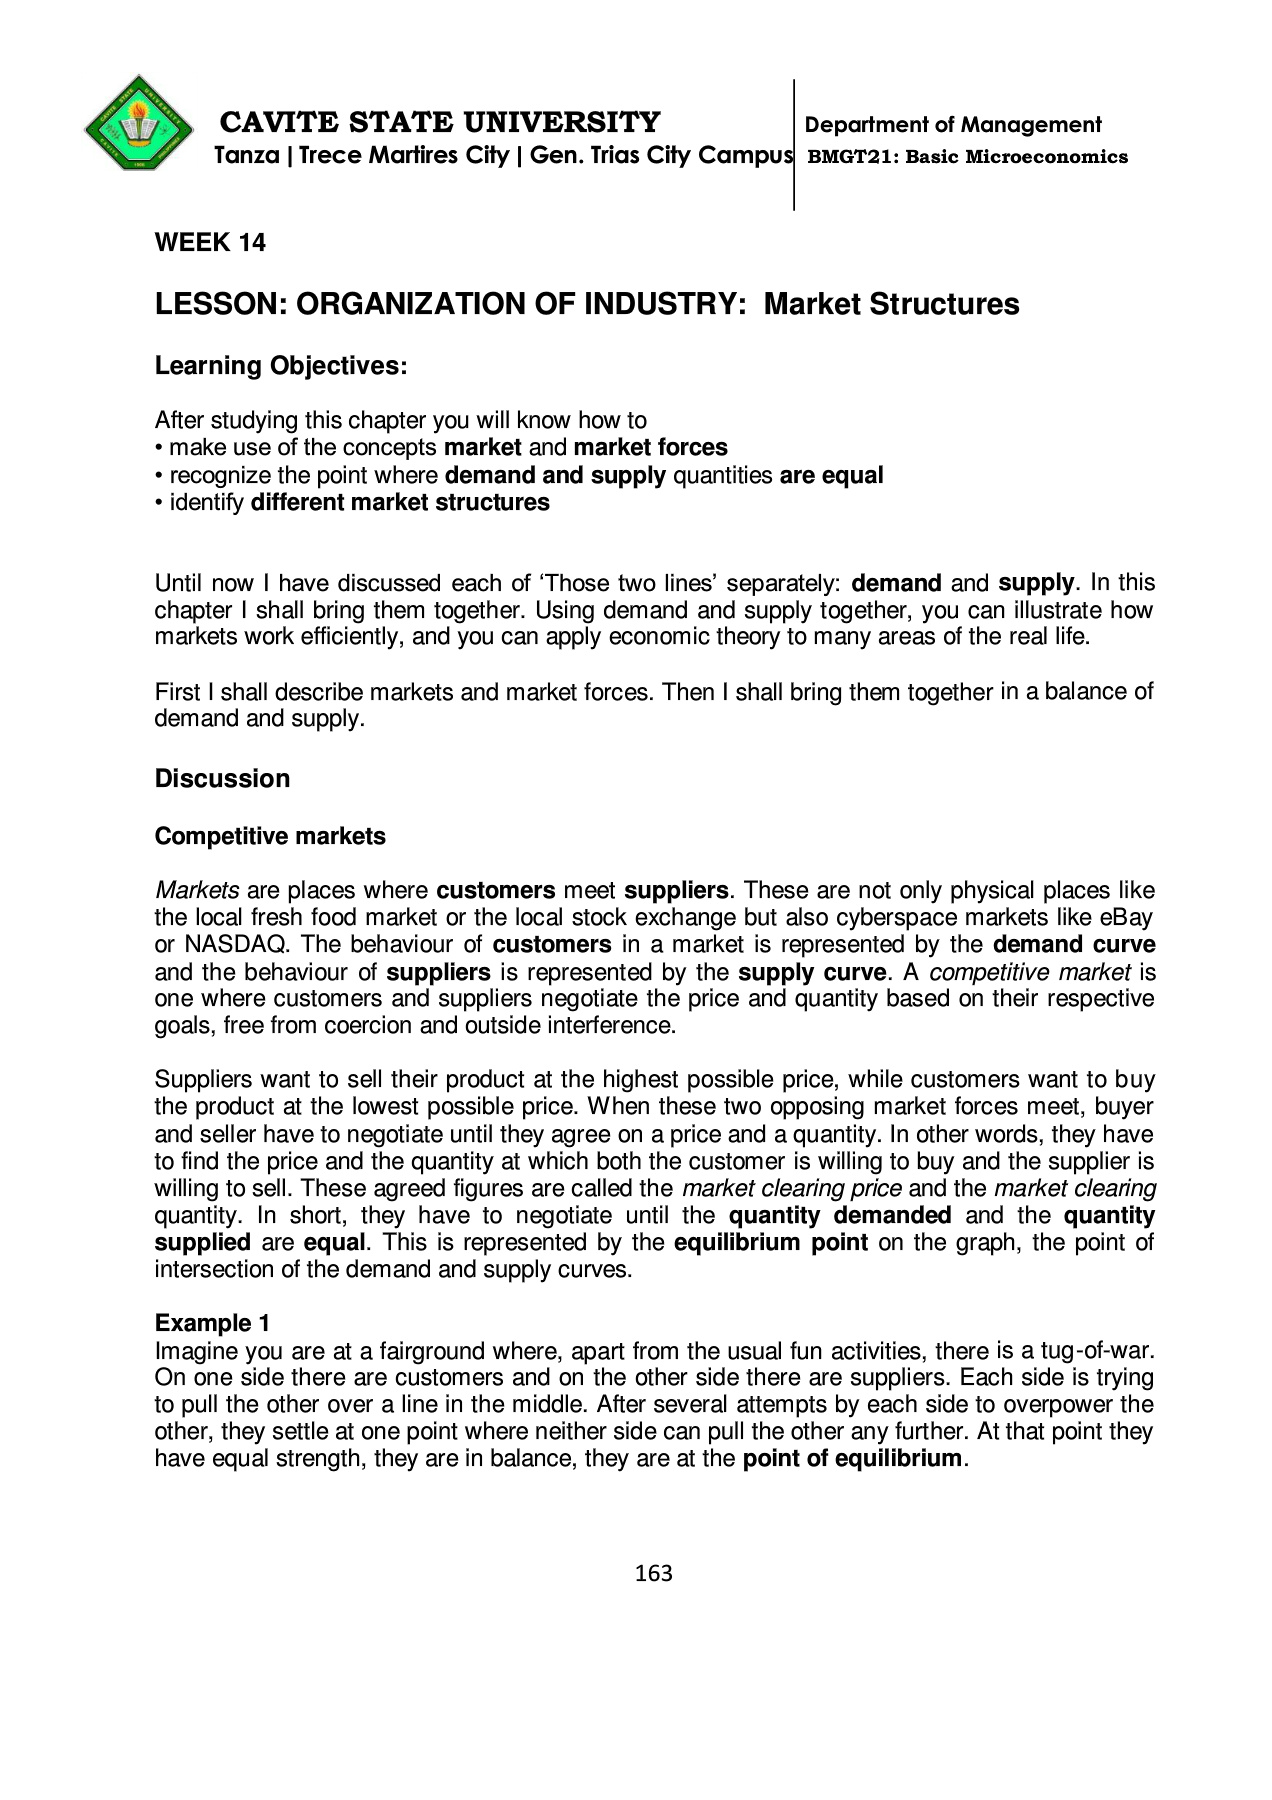 CAVITE STATE UNIVERSITY
Tanza | Trece Martires City | Gen. Trias City Campus
Department of Management
BMGT21: Basic Microeconomics
WEEK 14
LESSON: ORGANIZATION OF INDUSTRY:  Market Structures
Learning Objectives:
After studying this chapter you will know how to
• make use of the concepts market and market forces
• recognize the point where demand and supply quantities are equal
• identify different market structures
Until now I have discussed each of ‘Those two lines’ separately: demand and supply. In this
chapter I shall bring them together. Using demand and supply together, you can illustrate how
markets work efficiently, and you can apply economic theory to many areas of the real life.
First I shall describe markets and market forces. Then I shall bring them together in a balance of
demand and supply.
Discussion
Competitive markets
Markets are places where customers meet suppliers. These are not only physical places like
the local fresh food market or the local stock exchange but also cyberspace markets like eBay
or NASDAQ. The behaviour of customers in a market is represented by the demand curve
and the behaviour of suppliers is represented by the supply curve. A competitive market is
one where customers and suppliers negotiate the price and quantity based on their respective
goals, free from coercion and outside interference.
Suppliers want to sell their product at the highest possible price, while customers want to buy
the product at the lowest possible price. When these two opposing market forces meet, buyer
and seller have to negotiate until they agree on a price and a quantity. In other words, they have
to find the price and the quantity at which both the customer is willing to buy and the supplier is
willing to sell. These agreed figures are called the market clearing price and the market clearing
quantity. In short, they have to negotiate until the quantity demanded and the quantity
supplied are equal. This is represented by the equilibrium point on the graph, the point of
intersection of the demand and supply curves.
Example 1
Imagine you are at a fairground where, apart from the usual fun activities, there is a tug-of-war.
On one side there are customers and on the other side there are suppliers. Each side is trying
to pull the other over a line in the middle. After several attempts by each side to overpower the
other, they settle at one point where neither side can pull the other any further. At that point they
have equal strength, they are in balance, they are at the point of equilibrium.
163